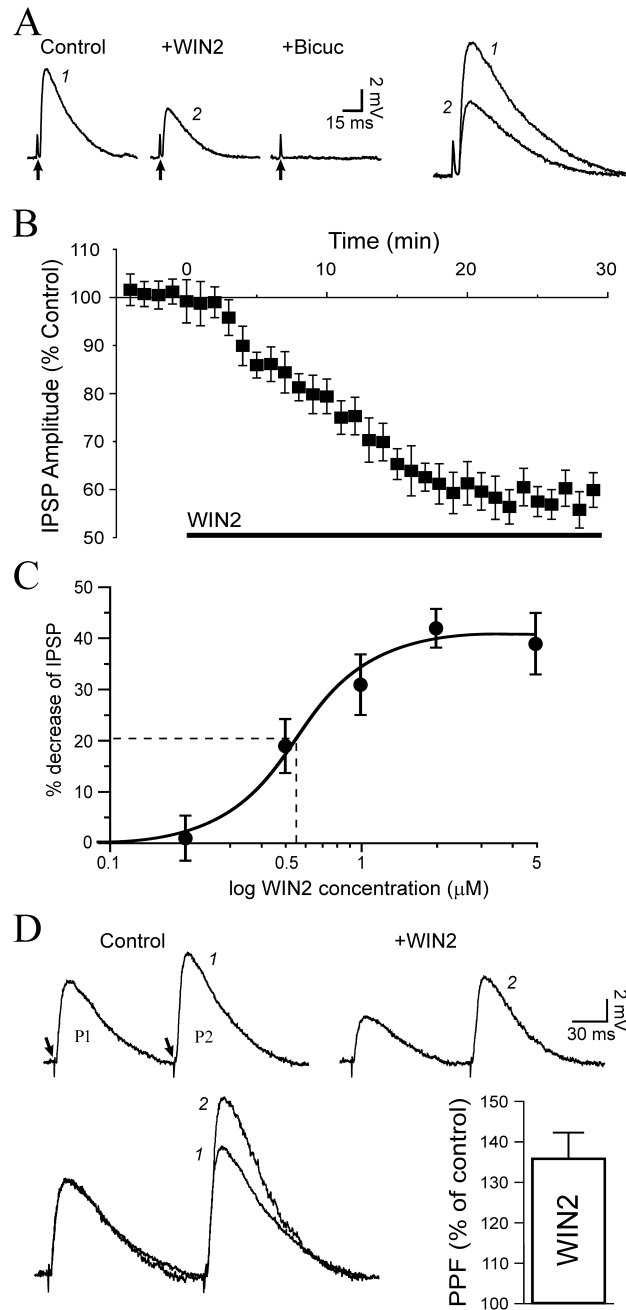 A
Control
+WIN2
+Bicuc
1
2
2 mV
15 ms
1
2
B
Time (min)
0 10 20 30
IPSP Amplitude (% Control)
110
100
90
80
70
60
50
WIN2
C
% decrease of IPSP
50
40
30
20
10
0
0.1 0.5 1 5
log WIN2 concentration (μM)
D
Control
+WIN2
1
2
P1
P2
2 mV
30 ms
2
1
PPF (% of control)
150
140
130
120
110
100
WIN2